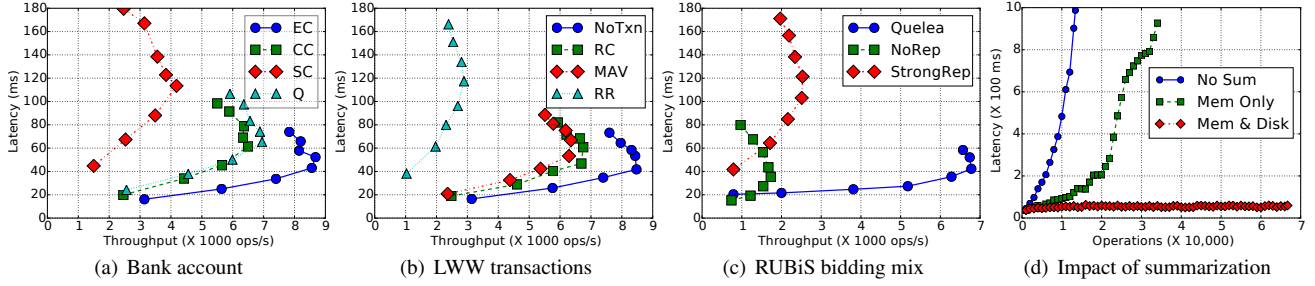 180
160
140
120
100
80
60
40
20
0
Latency (ms)
EC
CC
SC
Q
0 1 2 3 4 5 6 7 8 9
Throughput (X 1000 ops/s)
(a) Bank account
180
160
140
120
100
80
60
40
20
0
Latency (ms)
NoTxn
RC
MAV
RR
0 1 2 3 4 5 6 7 8 9
Throughput (X 1000 ops/s)
(b) LWW transactions
180
160
140
120
100
80
60
40
20
0
Latency (ms)
Quelea
NoRep
StrongRep
0 1 2 3 4 5 6 7
Throughput (X 1000 ops/s)
(c) RUBiS bidding mix
10
8
6
4
2
0
Latency (X 100 ms)
No Sum
Mem Only
Mem & Disk
0 1 2 3 4 5 6 7
Operations (X 10,000)
(d) Impact of summarization